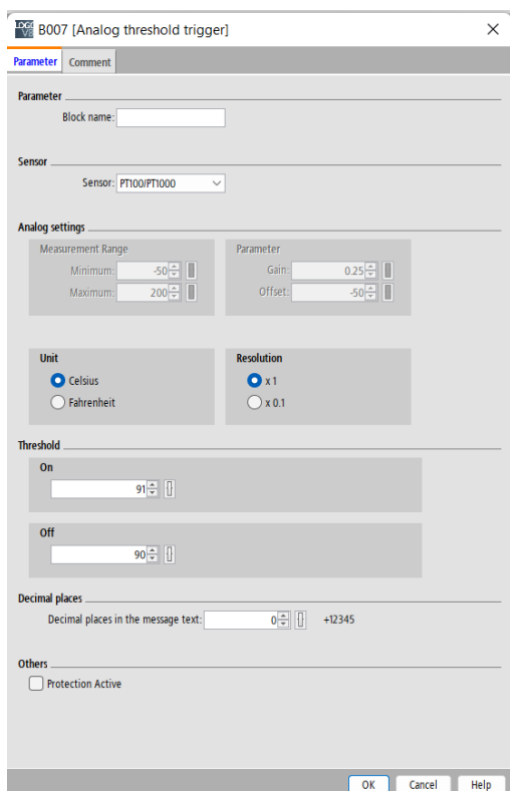 B007 [Analog threshold trigger]
Parameter Comment
Parameter
Block name:
Sensor
Sensor: PT100/PT1000
Analog settings
Measurement Range Parameter
Minimum: -50 Gain: 0.25
Maximum: 200 Offset: -50
Unit Resolution
Celsius x 1
Fahrenheit x 0.1
Threshold
On
91
Off
90
Decimal places
Decimal places in the message text: 0 +12345
Others
Protection Active
OK Cancel Help